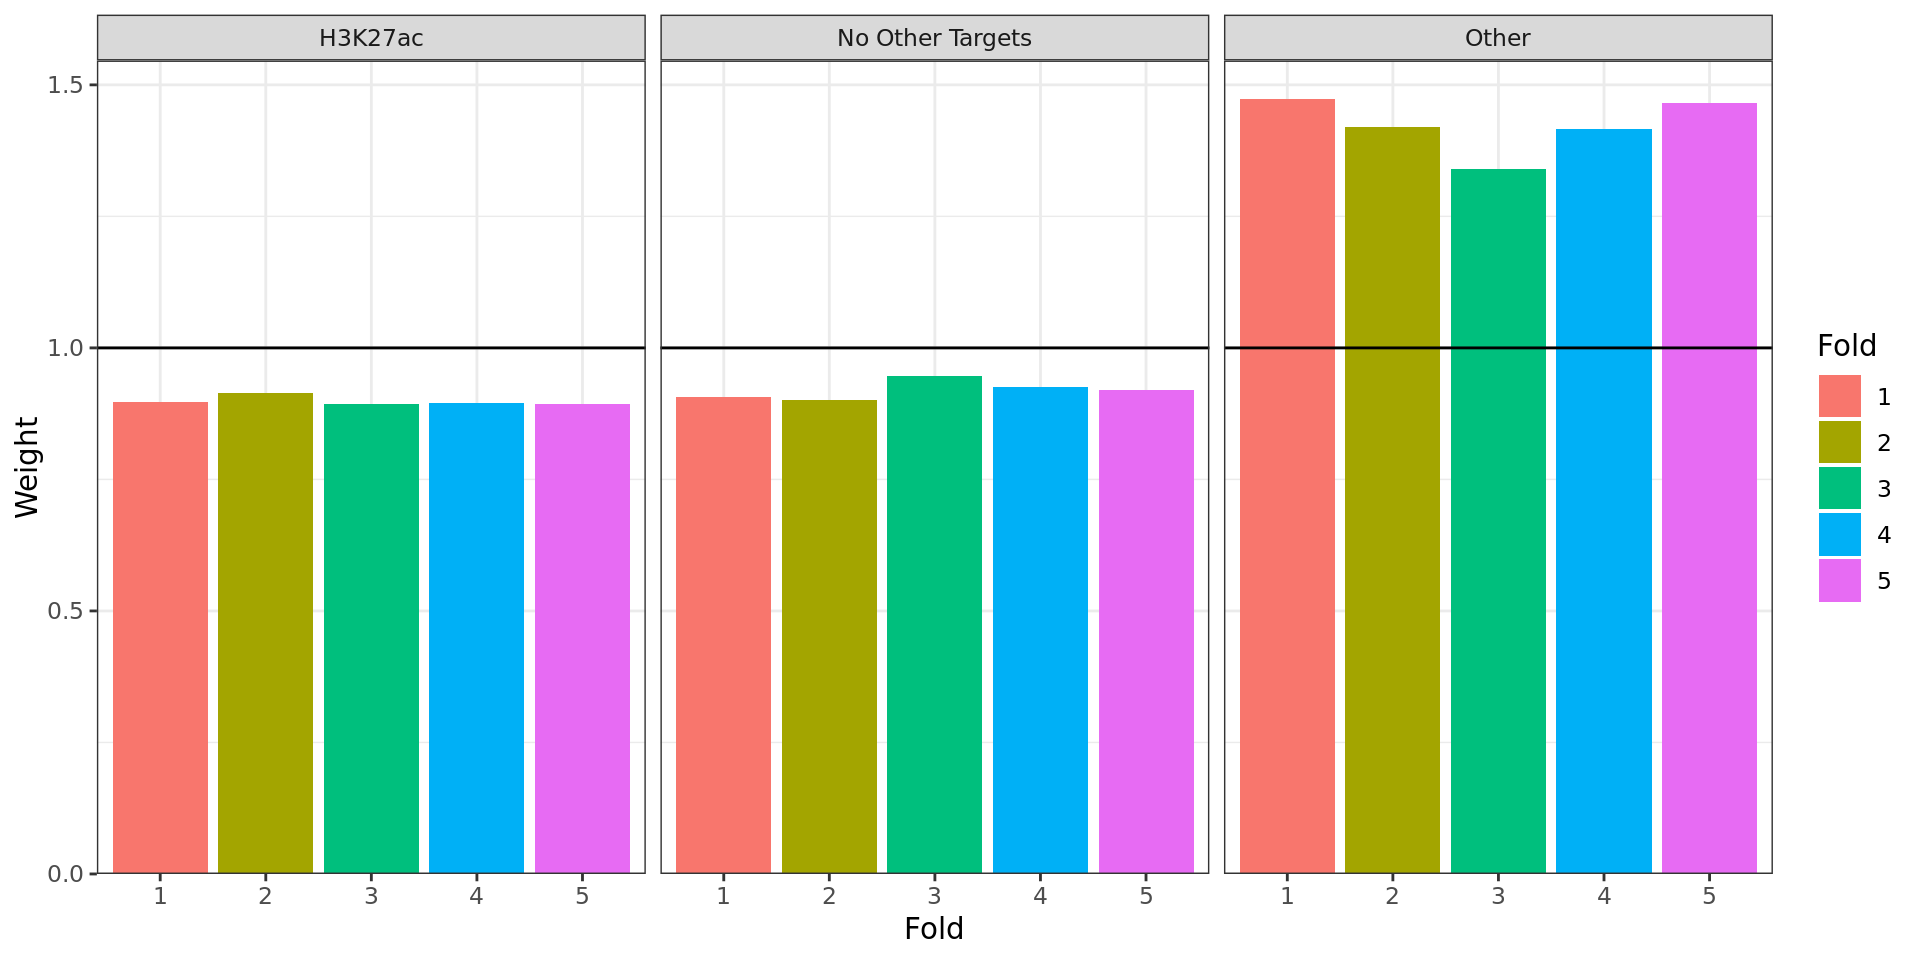 H3K27ac
No Other Targets
Other
1.5
1.0
0.5
0.0
Weight
1 2 3 4 5
1 2 3 4 5
1 2 3 4 5
Fold
Fold
1
2
3
4
5